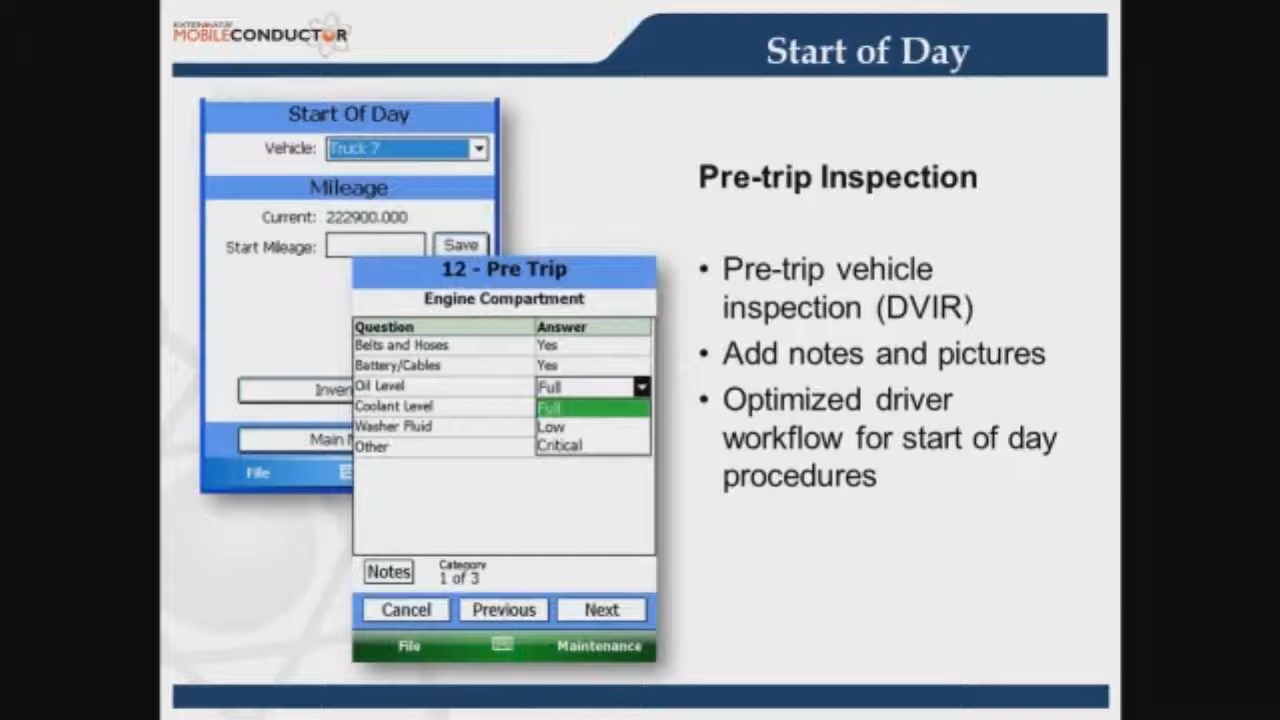 MOBILECONDUCTOR
Start of Day
Start Of Day
Vehicle: Truck 7
Mileage
Current: 222900.000
Start Mileage: Save
Main
File
12 - Pre Trip
Engine Compartment
Question Answer
Belts and Hoses Yes
Battery/Cables Yes
Oil Level Full
Coolant Level Full
Washer Fluid Low
Other Critical
Notes
Category
1 of 3
Cancel Previous Next
File Maintenance
Pre-trip Inspection
• Pre-trip vehicle
inspection (DVIR)
• Add notes and pictures
• Optimized driver
workflow for start of day
procedures